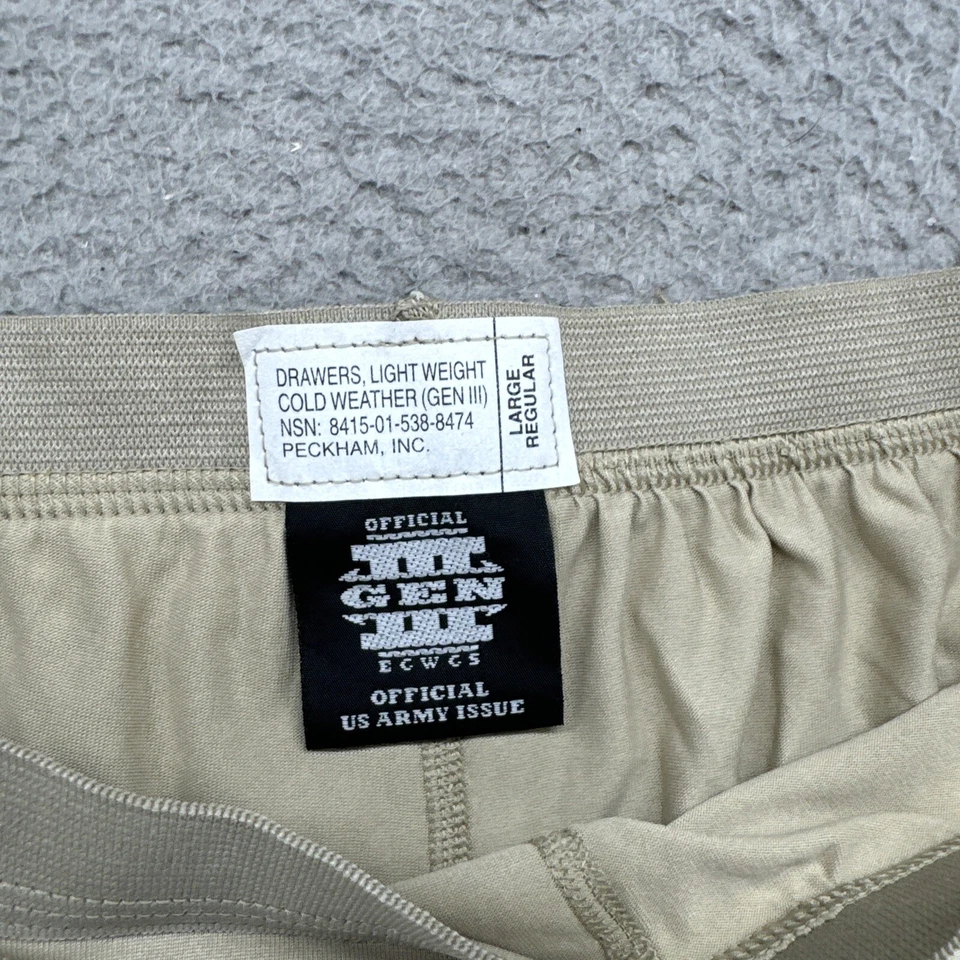 DRAWERS, LIGHT WEIGHT
COLD WEATHER (GEN III)
NSN: 8415-01-538-8474
PECKHAM, INC.
LARGE
REGULAR
OFFICIAL
III
GEN
III
ECWCS
OFFICIAL
US ARMY ISSUE